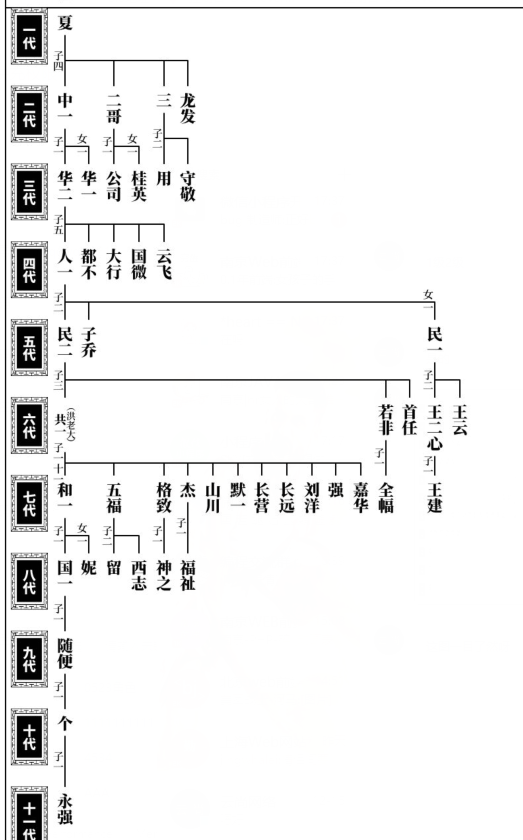 一代
夏
子四
二代
中一
二哥
三
龙发
子一
女一
子一
女一
子二
三代
华二
华一
公司
桂英
用
守敬
子五
四代
人一
都不
大行
国微
云飞
子二
女一
五代
民二
子乔
民一
子三
子二
六代
共一
(洪老大)
若非
首任
王二心
王云
子十一
子一
子一
七代
和一
五福
格致
杰
山川
默一
长营
长远
刘洋
强
嘉华
全幅
王建
子一
女一
子二
子一
子一
八代
国一
妮
留
西志
神之
福祉
子一
九代
随便
子一
十代
个
子一
十一代
永强